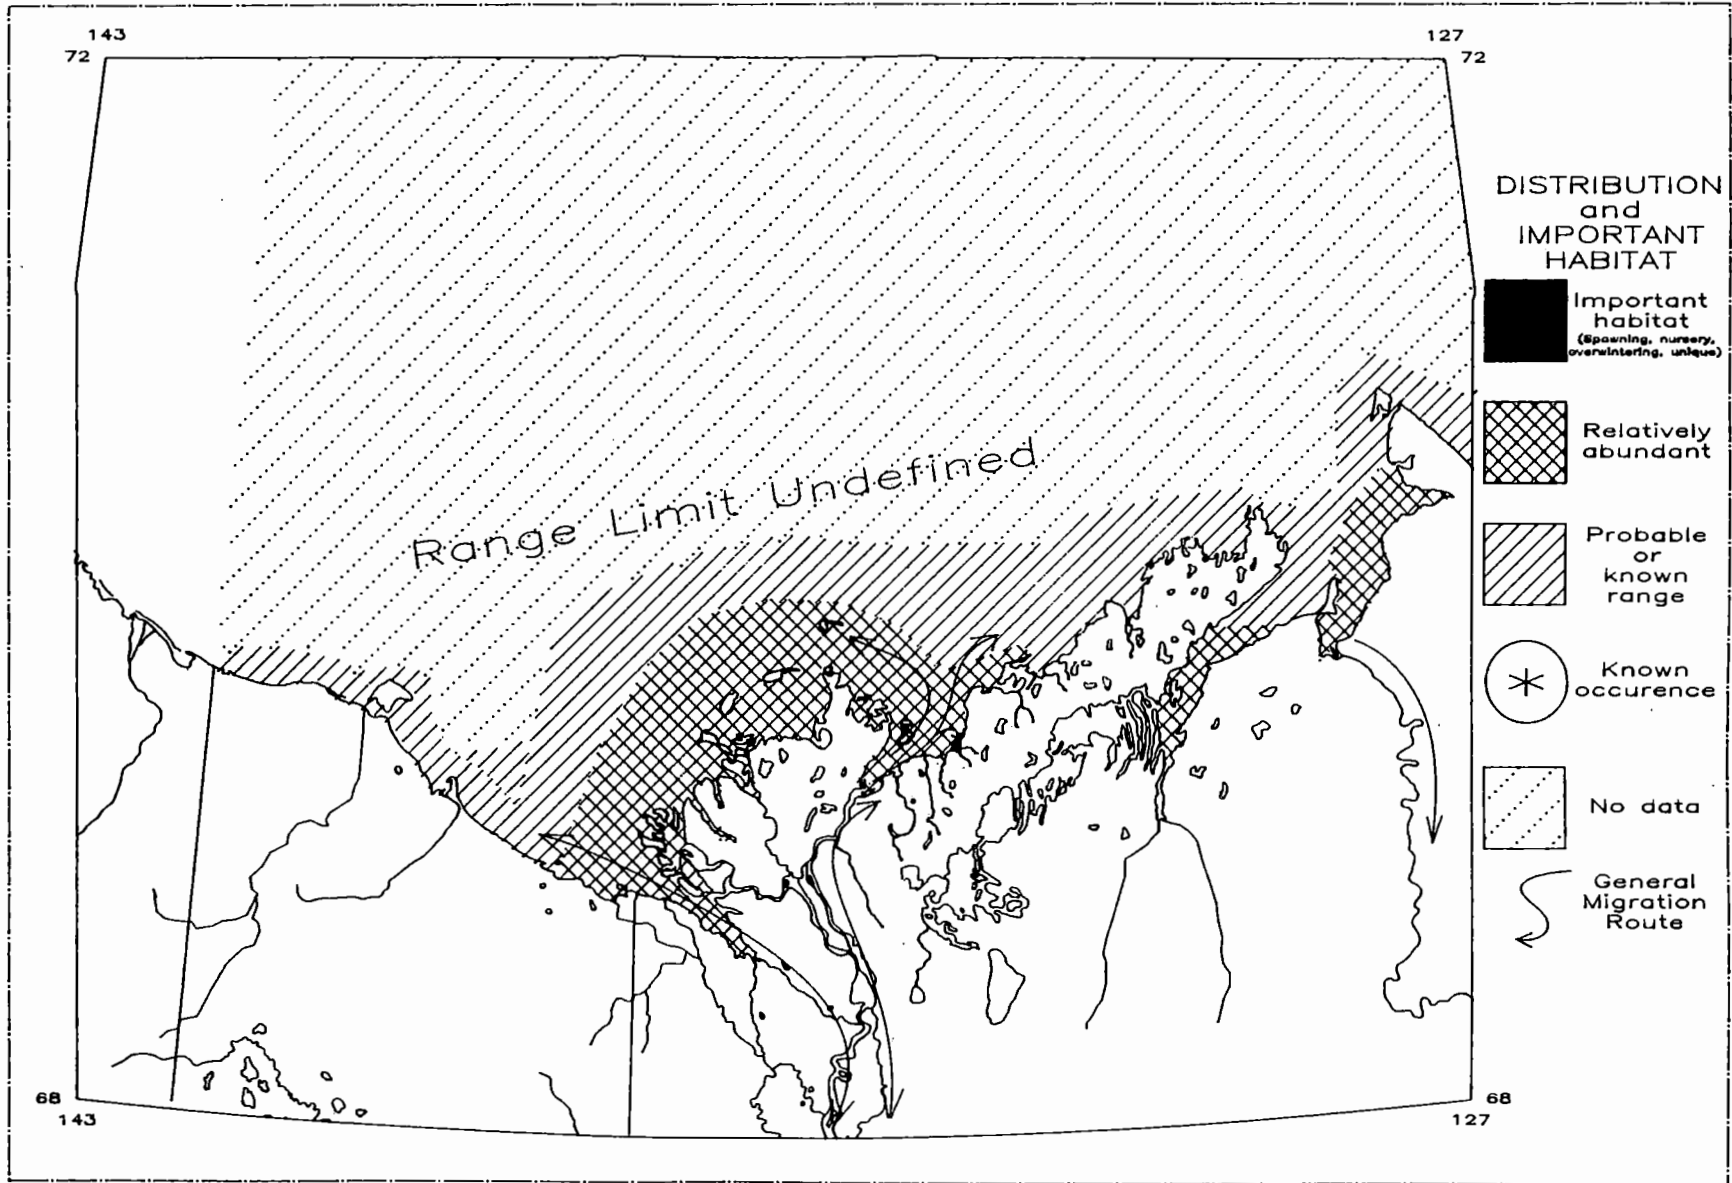 143
127
72
72
Range Limit Undefined
68
143
68
127
DISTRIBUTION
and
IMPORTANT
HABITAT
Important
habitat
(Spawning, nursery,
overwintering, unique)
Relatively
abundant
Probable
or
known
range
Known
occurence
No data
General
Migration
Route